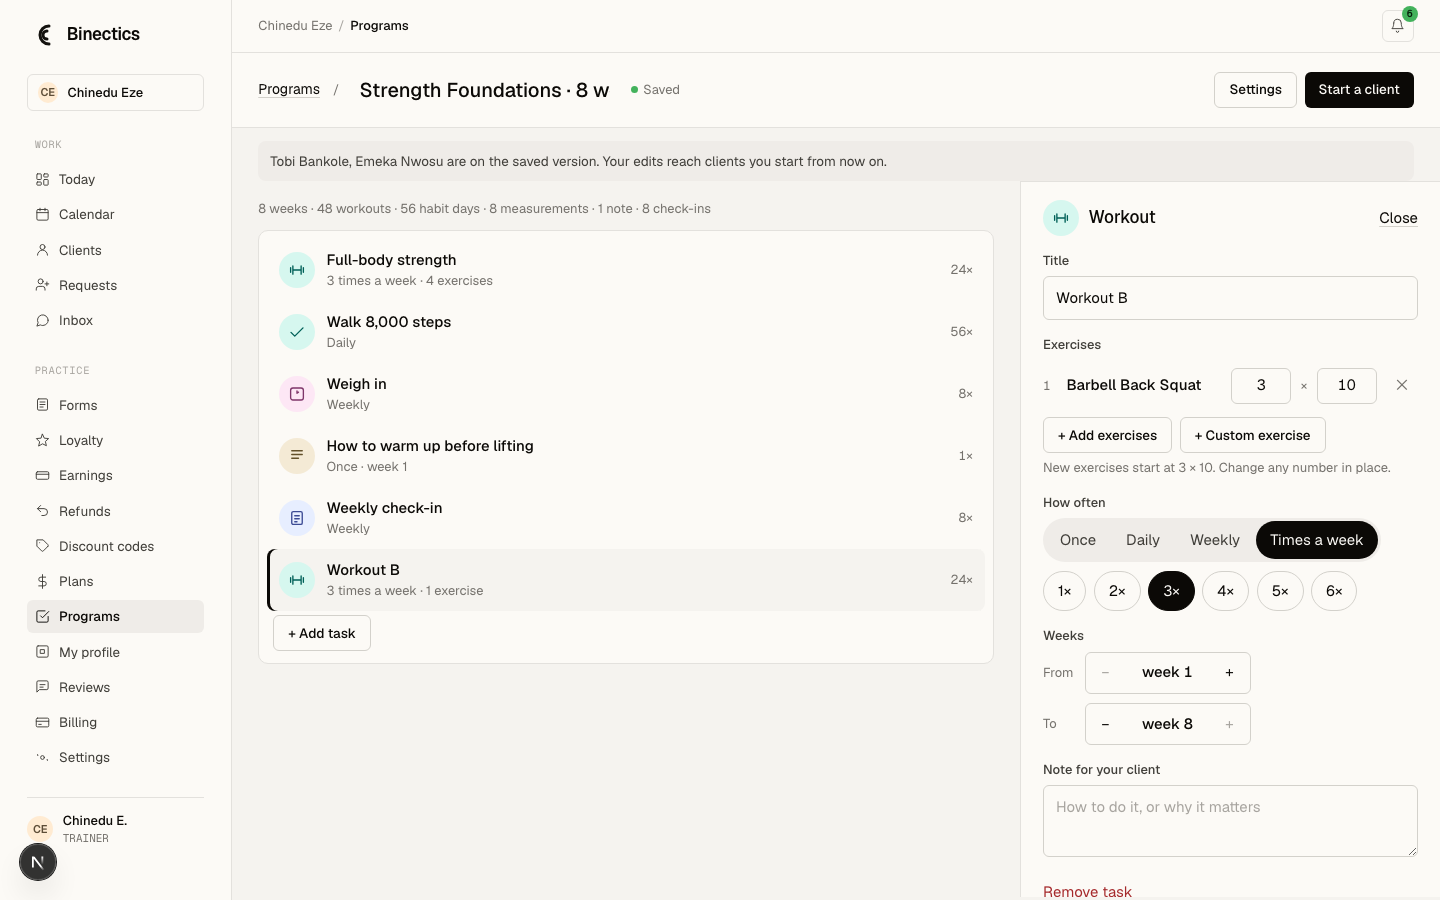 Binectics
CE Chinedu Eze
WORK
Today
Calendar
Clients
Requests
Inbox
PRACTICE
Forms
Loyalty
Earnings
Refunds
Discount codes
Plans
Programs
My profile
Reviews
Billing
Settings
CE Chinedu E.
TRAINER
N
Chinedu Eze / Programs
6
Programs / Strength Foundations · 8 w Saved
Settings Start a client
Tobi Bankole, Emeka Nwosu are on the saved version. Your edits reach clients you start from now on.
8 weeks · 48 workouts · 56 habit days · 8 measurements · 1 note · 8 check-ins
Full-body strength
3 times a week · 4 exercises
24×
Walk 8,000 steps
Daily
56×
Weigh in
Weekly
8×
How to warm up before lifting
Once · week 1
1×
Weekly check-in
Weekly
8×
Workout B
3 times a week · 1 exercise
24×
+ Add task
Workout Close
Title
Workout B
Exercises
1 Barbell Back Squat 3 × 10 ×
+ Add exercises + Custom exercise
New exercises start at 3 × 10. Change any number in place.
How often
Once Daily Weekly Times a week
1× 2× 3× 4× 5× 6×
Weeks
From − week 1 +
To − week 8 +
Note for your client
How to do it, or why it matters
Remove task